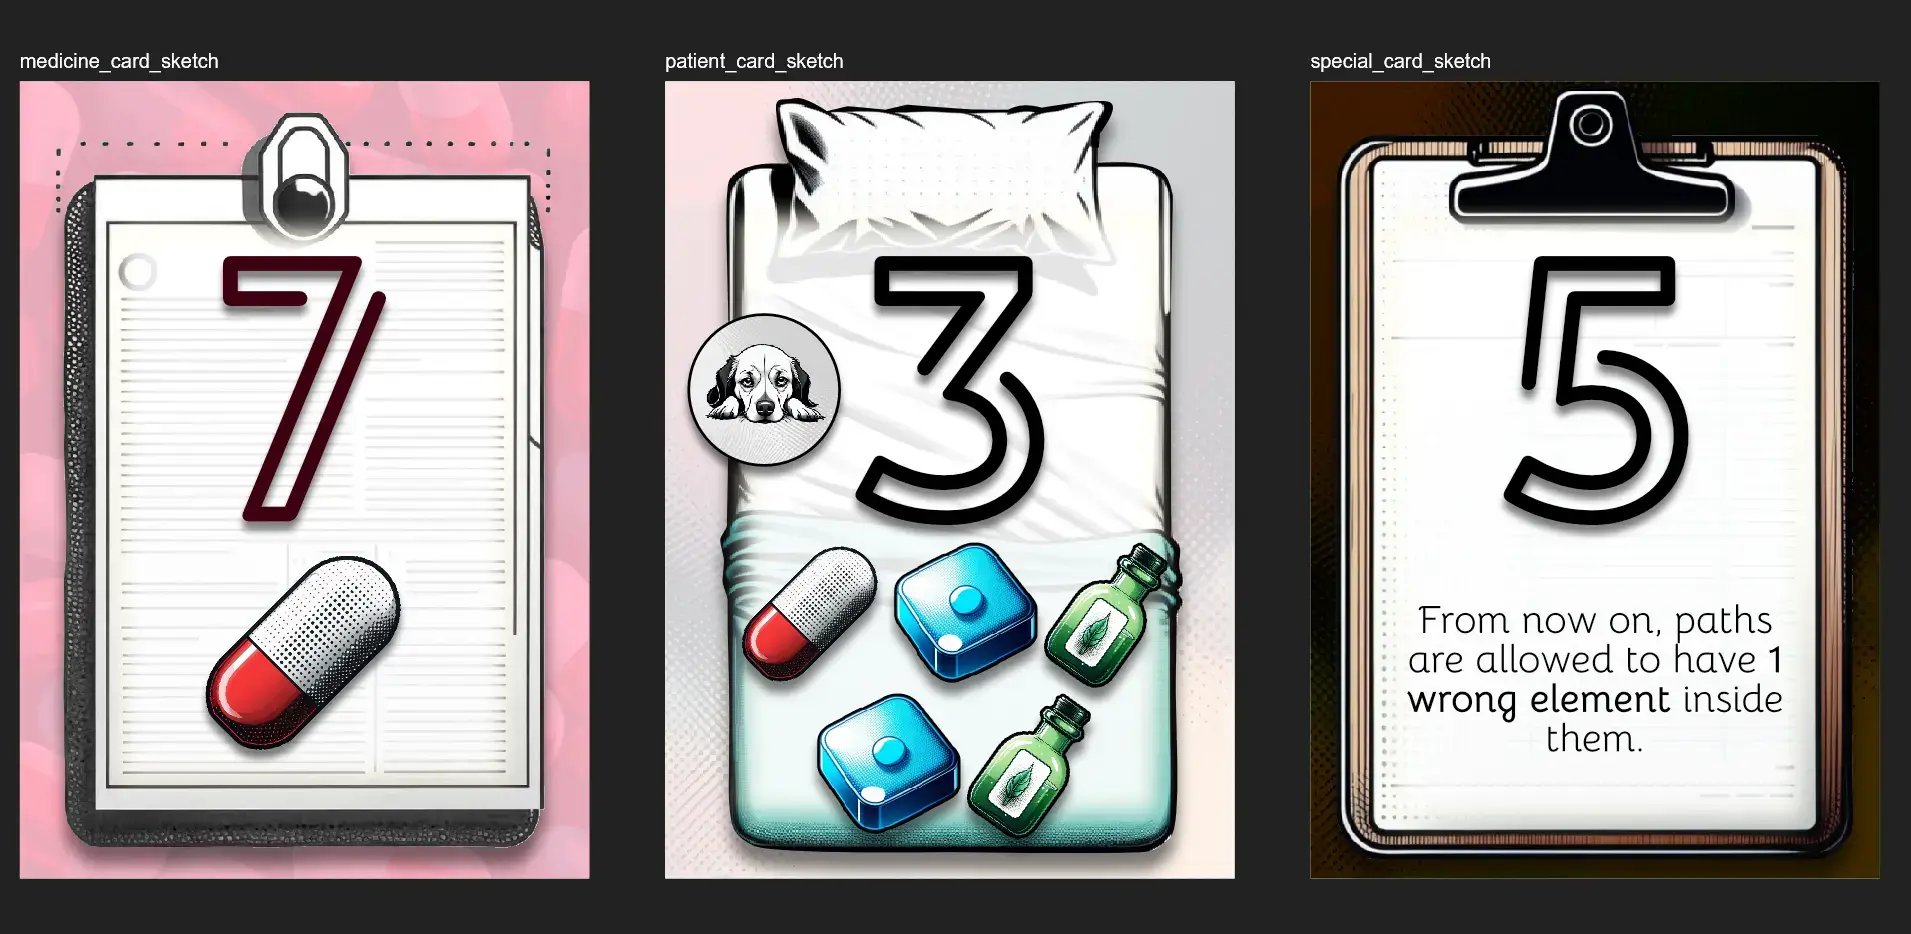 medicine_card_sketch
patient_card_sketch
special_card_sketch
7
3
5
From now on, paths
are allowed to have 1
wrong element inside
them.